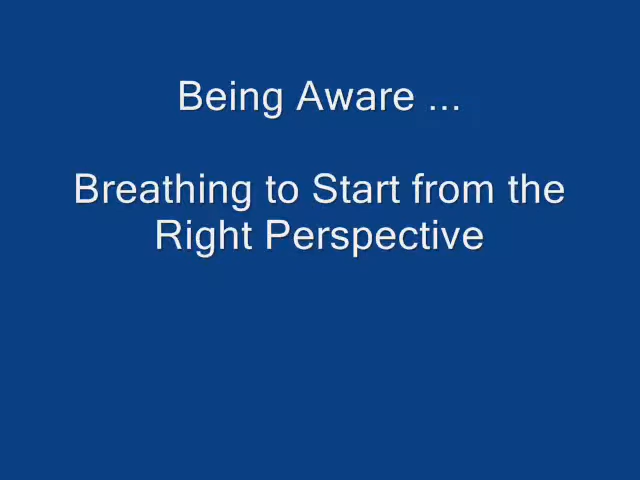 Being Aware ...
Breathing to Start from the
Right Perspective